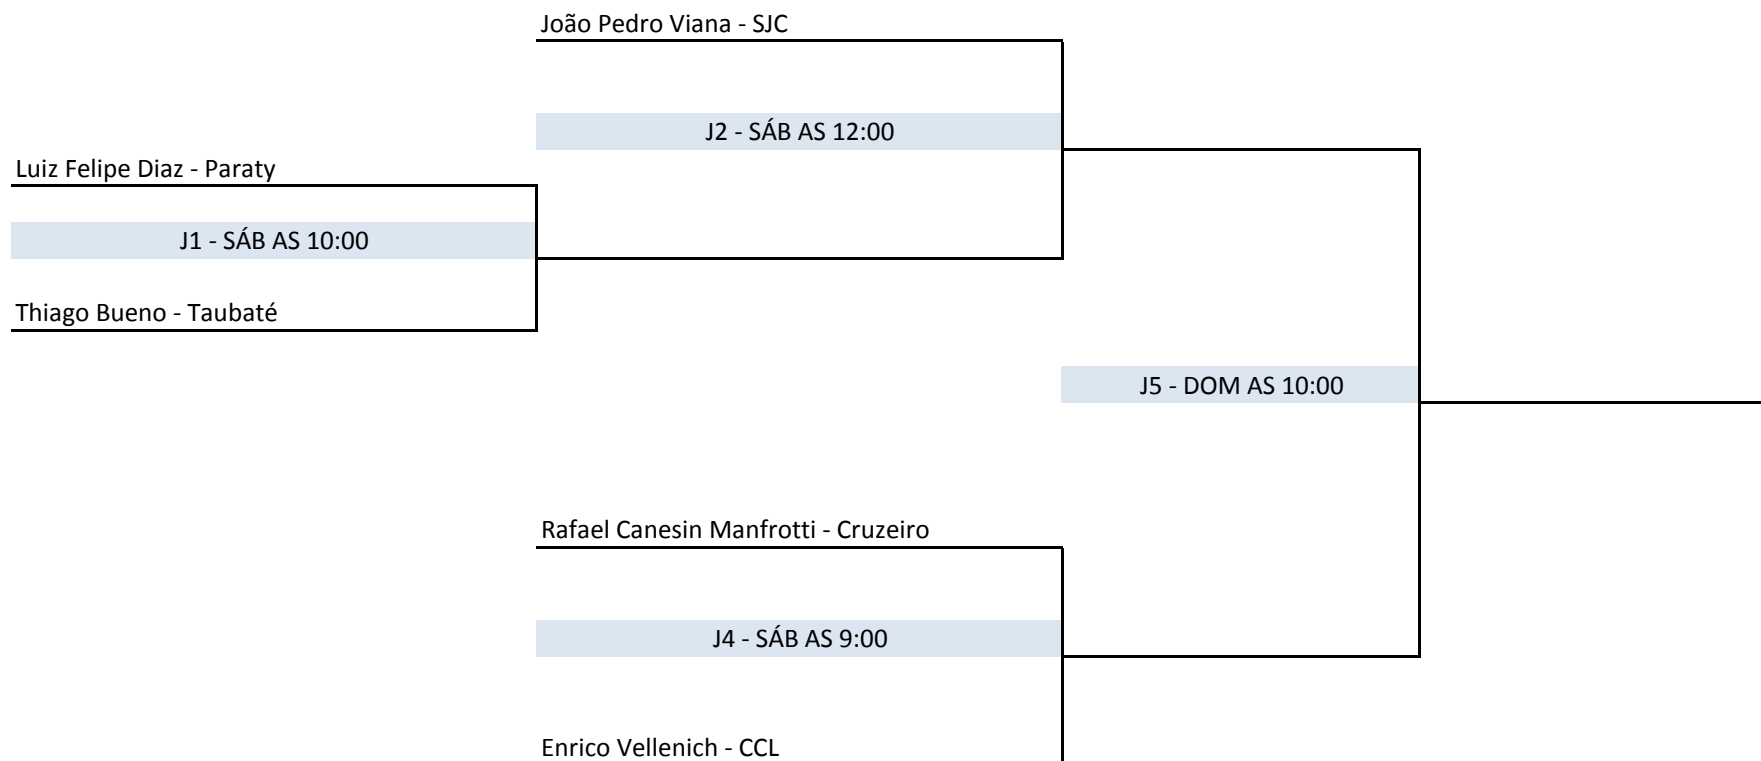 João Pedro Viana - SJC
J2 - SÁB AS 12:00
Luiz Felipe Diaz - Paraty
J1 - SÁB AS 10:00
Thiago Bueno - Taubaté
J5 - DOM AS 10:00
Rafael Canesin Manfrotti - Cruzeiro
J4 - SÁB AS 9:00
Enrico Vellenich - CCL